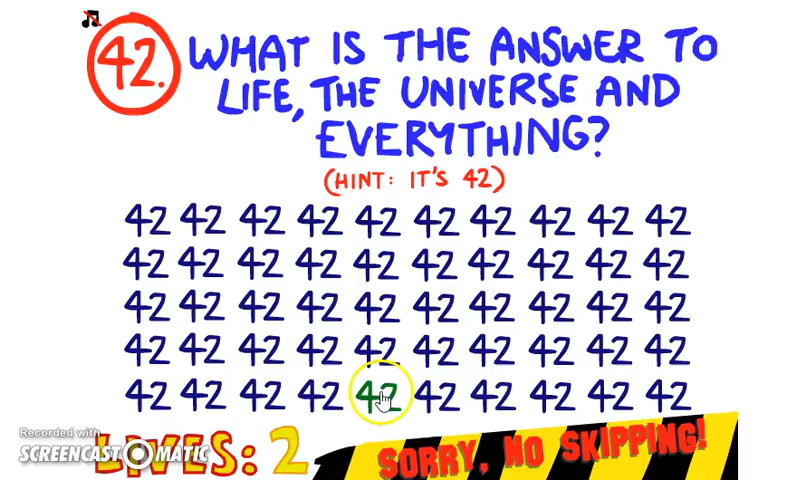 42. WHAT IS THE ANSWER TO
LIFE, THE UNIVERSE AND
EVERYTHING?
(HINT: IT'S 42)
42 42 42 42 42 42 42 42 42 42
42 42 42 42 42 42 42 42 42 42
42 42 42 42 42 42 42 42 42 42
42 42 42 42 42 42 42 42 42 42
42 42 42 42 42 42 42 42 42 42
Recorded with
SCREENCAST-O-MATIC
LIVES: 2
SORRY, NO SKIPPING!